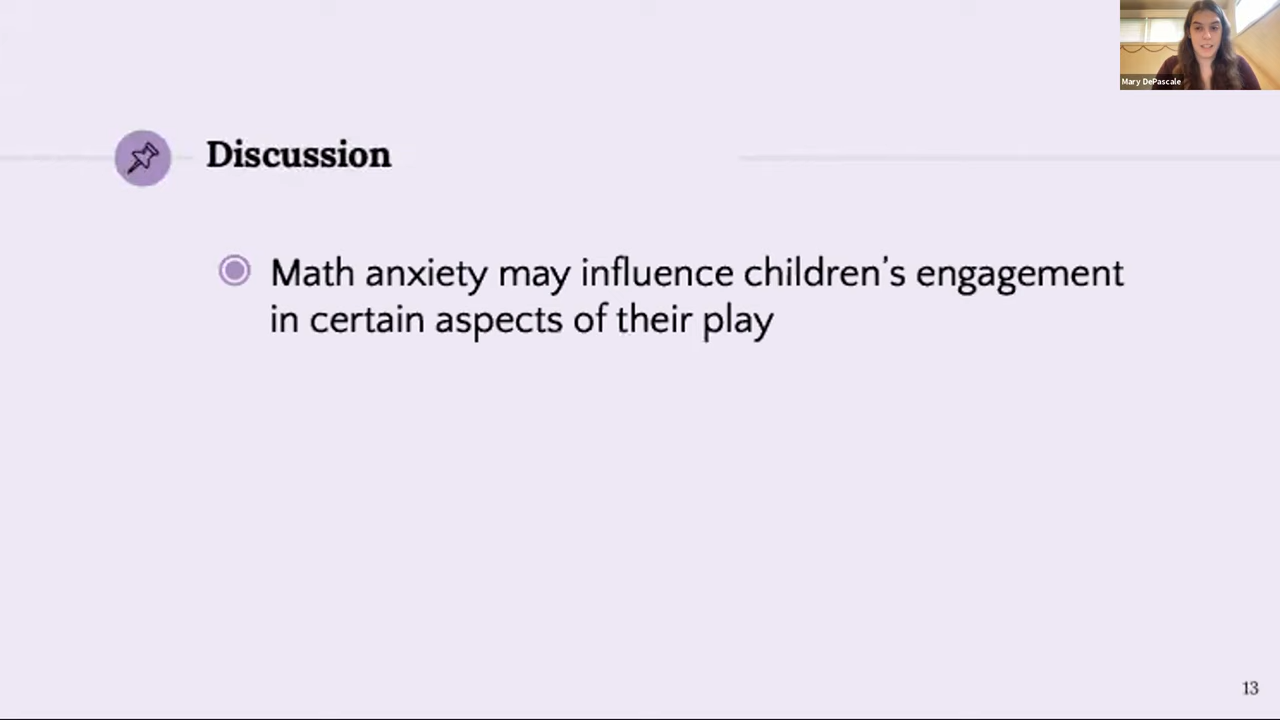 Mary DePascale
Discussion
Math anxiety may influence children's engagement
in certain aspects of their play
13